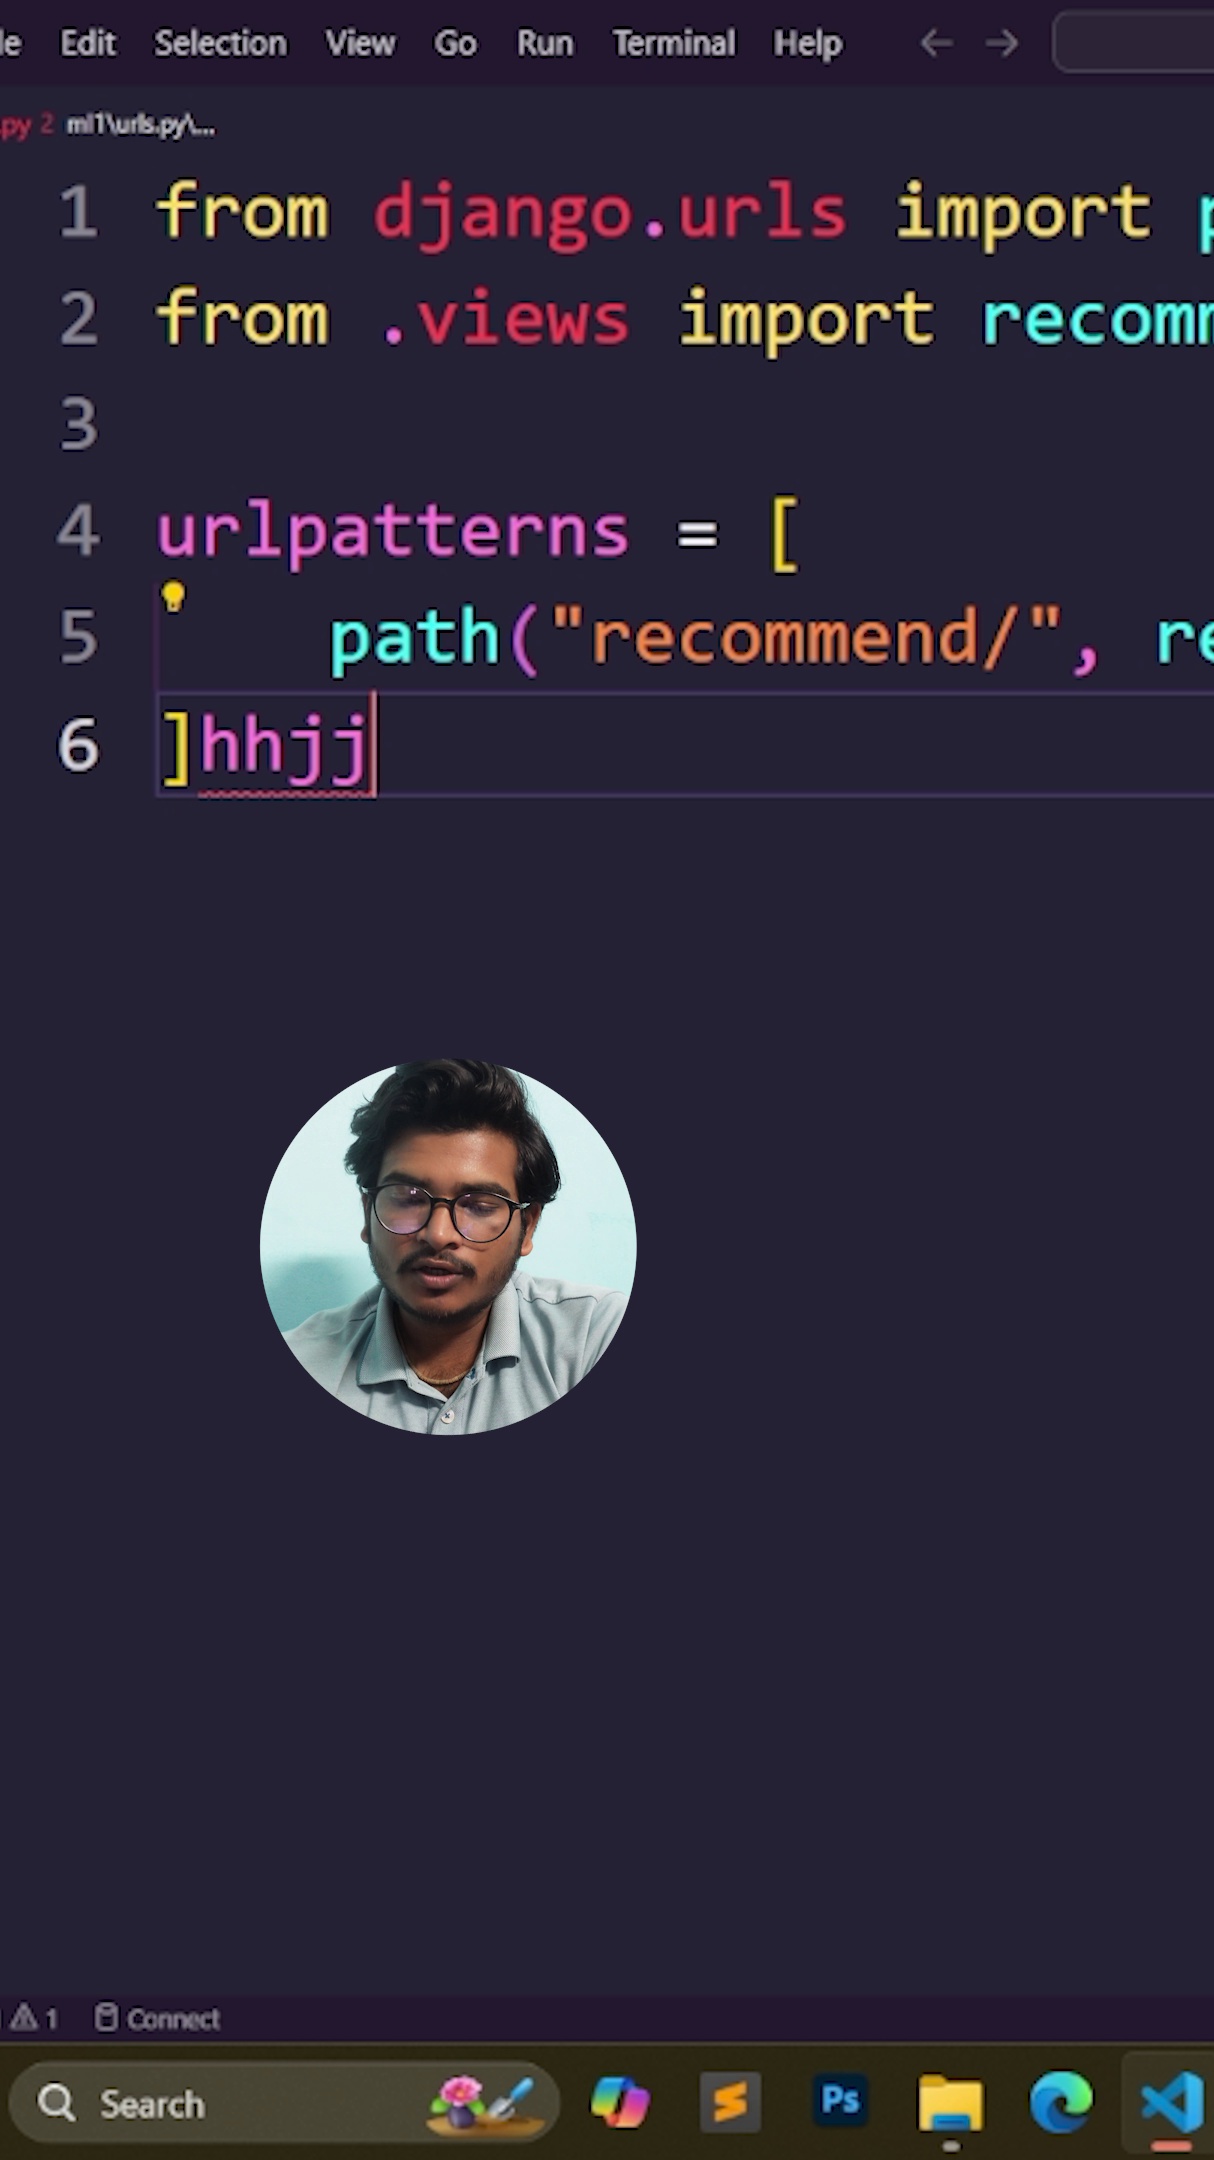 Edit Selection View Go Run Terminal Help
.py 2 ml1\urls.py\...
1 from django.urls import
2 from .views import recomm
3
4 urlpatterns = [
5 path("recommend/", re
6 ]hhjj
1 Connect
Search Ps